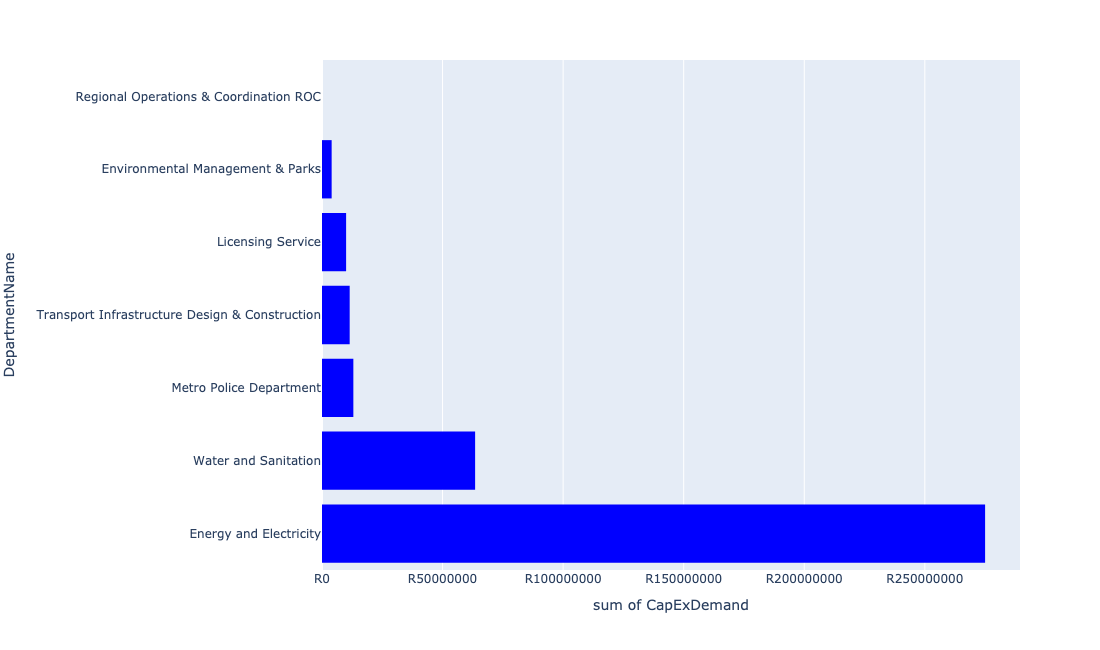 Regional Operations & Coordination ROC
Environmental Management & Parks
Licensing Service
Transport Infrastructure Design & Construction
Metro Police Department
Water and Sanitation
Energy and Electricity
DepartmentName
R0 R50000000 R100000000 R150000000 R200000000 R250000000
sum of CapExDemand